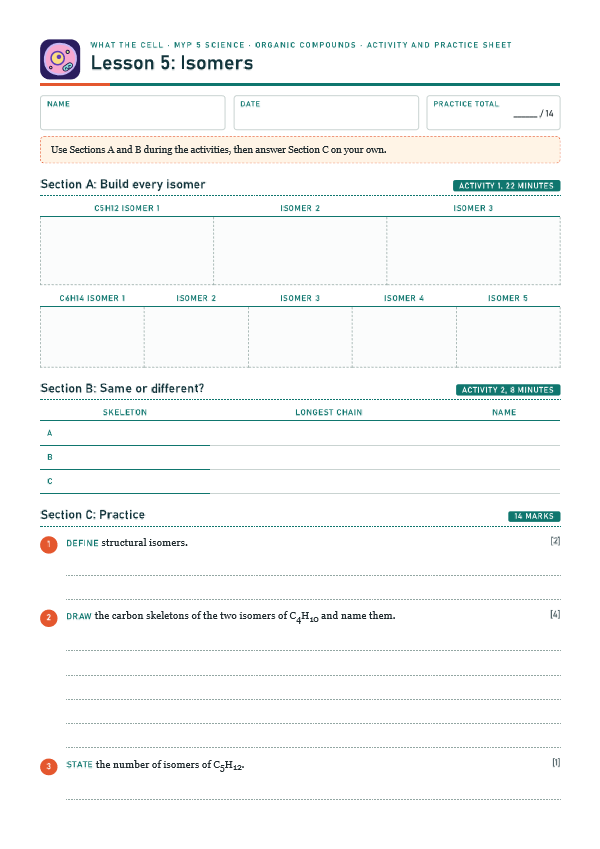 WHAT THE CELL · MYP 5 SCIENCE · ORGANIC COMPOUNDS · ACTIVITY AND PRACTICE SHEET
Lesson 5: Isomers
NAME DATE PRACTICE TOTAL
_____ / 14
Use Sections A and B during the activities, then answer Section C on your own.
Section A: Build every isomer ACTIVITY 1, 22 MINUTES
C5H12 ISOMER 1 ISOMER 2 ISOMER 3
C6H14 ISOMER 1 ISOMER 2 ISOMER 3 ISOMER 4 ISOMER 5
Section B: Same or different? ACTIVITY 2, 8 MINUTES
SKELETON LONGEST CHAIN NAME
A
B
C
Section C: Practice 14 MARKS
1 DEFINE structural isomers. [2]
2 DRAW the carbon skeletons of the two isomers of C₄H₁₀ and name them. [4]
3 STATE the number of isomers of C₅H₁₂. [1]